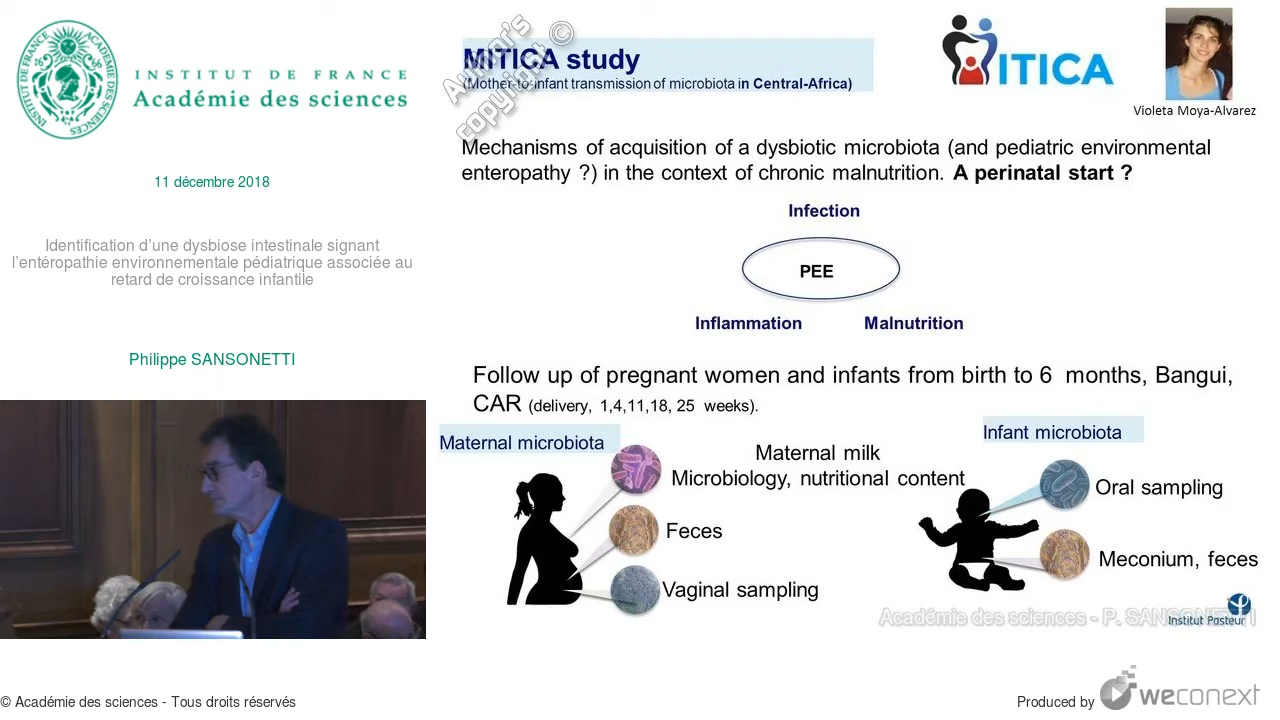 INSTITUT DE FRANCE
Académie des sciences
11 décembre 2018
Identification d'une dysbiose intestinale signant
l'entéropathie environnementale pédiatrique associée au
retard de croissance infantile
Philippe SANSONETTI
Author's
copyright ©
MITICA study
(Mother-to-infant transmission of microbiota in Central-Africa)
ITICA
Violeta Moya-Alvarez
Mechanisms of acquisition of a dysbiotic microbiota (and pediatric environmental
enteropathy ?) in the context of chronic malnutrition. A perinatal start ?
Infection
PEE
Inflammation Malnutrition
Follow up of pregnant women and infants from birth to 6 months, Bangui,
CAR (delivery, 1,4,11,18, 25 weeks).
Maternal microbiota
Infant microbiota
Maternal milk
Microbiology, nutritional content
Oral sampling
Feces
Meconium, feces
Vaginal sampling
Académie des sciences - P. SANSONETTI
Institut Pasteur
© Académie des sciences - Tous droits réservés
Produced by weconext